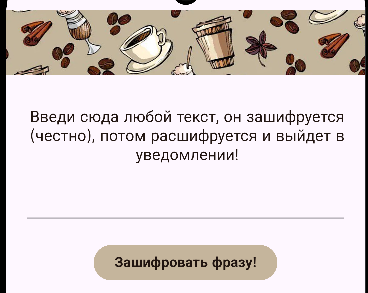 Введи сюда любой текст, он зашифруется
(честно), потом расшифруется и выйдет в
уведомлении!
Зашифровать фразу!